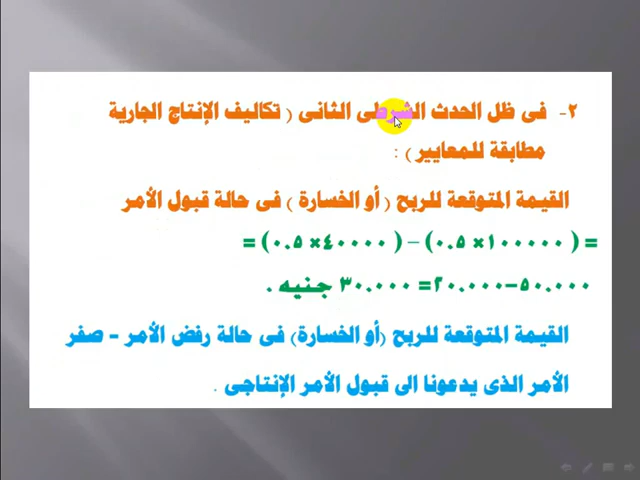 ٢- فى ظل الحدث الشرطى الثانى ( تكاليف الإنتاج الجارية
مطابقة للمعايير ) :
القيمة المتوقعة للربح ( أو الخسارة ) فى حالة قبول الأمر
= ( ١٠٠٠٠٠ × ٠.٥) – ( ٤٠٠٠٠ × ٠.٥) =
٥٠.٠٠٠–٢٠.٠٠٠= ٣٠.٠٠٠ جنيه .
القيمة المتوقعة للربح (أو الخسارة) فى حالة رفض الأمر – صفر
الأمر الذى يدعونا الى قبول الأمر الإنتاجى .